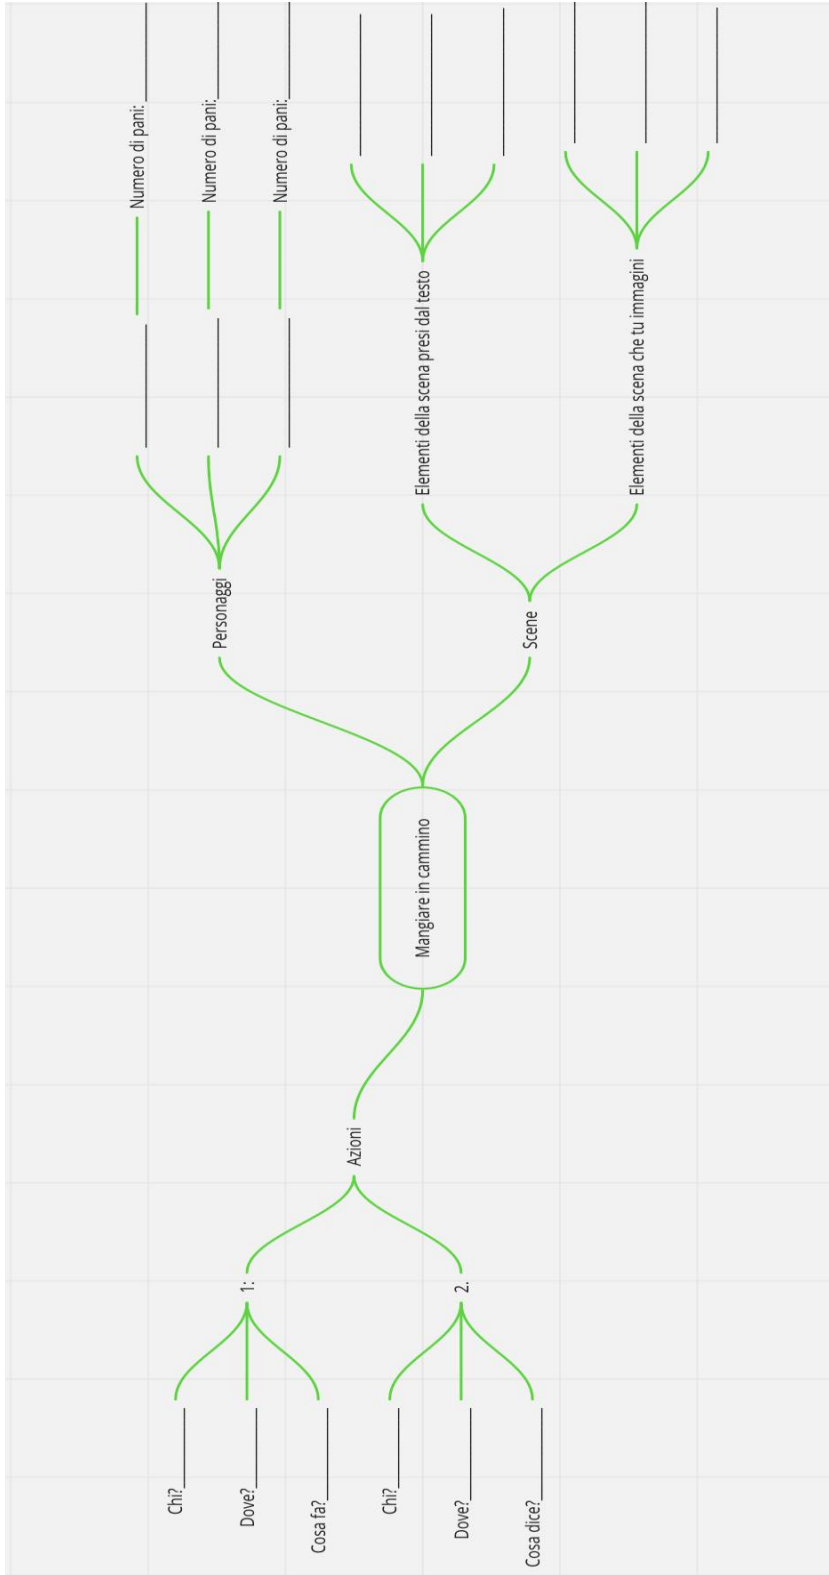 Mangiare in cammino
Personaggi
Numero di pani:
Numero di pani:
Numero di pani:
Scene
Elementi della scena presi dal testo
Elementi della scena che tu immagini
Azioni
1:
Chi?
Dove?
Cosa fa?
2.
Chi?
Dove?
Cosa dice?